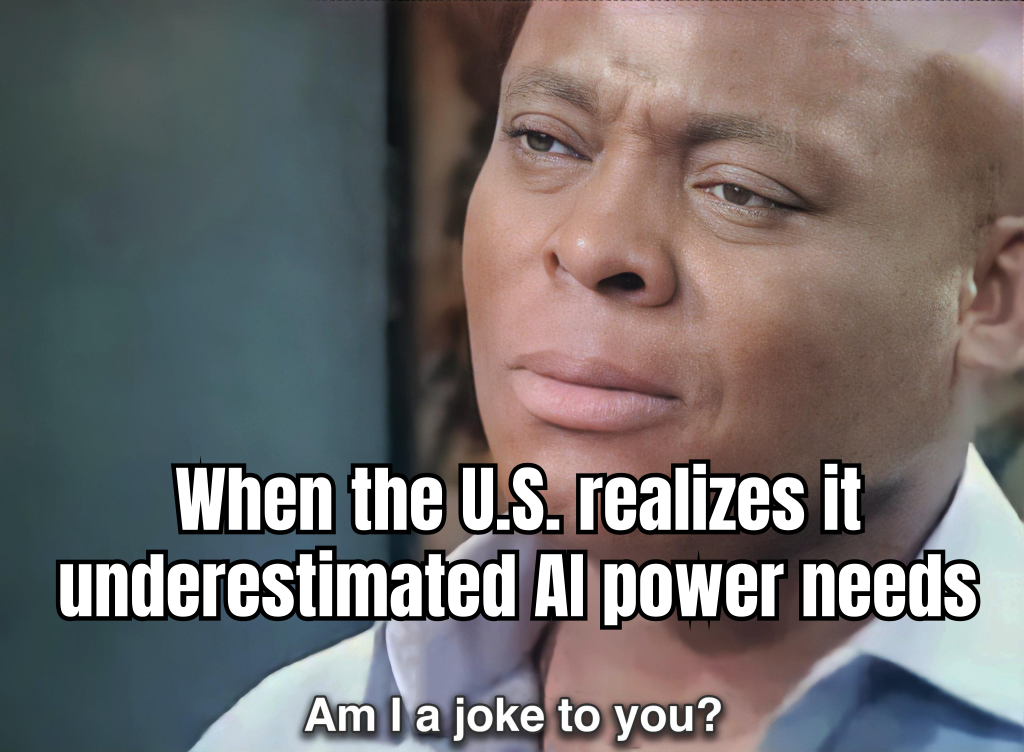 When the U.S. realizes it
underestimated AI power needs
Am I a joke to you?